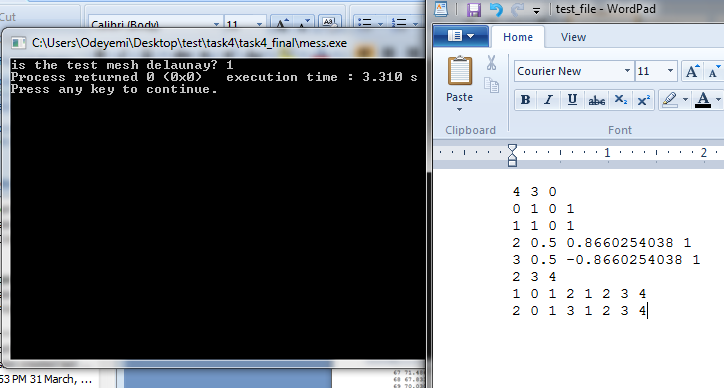 Cut
Calibri (Body)
11
C:\Users\Odeyemi\Desktop\test\task4\task4_final\mess.exe
is the test mesh delaunay? 1
Process returned 0 (0x0)   execution time : 3.310 s
Press any key to continue.
53 PM 31 March, ...
test_file - WordPad
Home
View
Paste
Courier New
11
B I U abc X₂ X² A
Clipboard
Font
1
2
4 3 0
0 1 0 1
1 1 0 1
2 0.5 0.8660254038 1
3 0.5 -0.8660254038 1
2 3 4
1 0 1 2 1 2 3 4
2 0 1 3 1 2 3 4